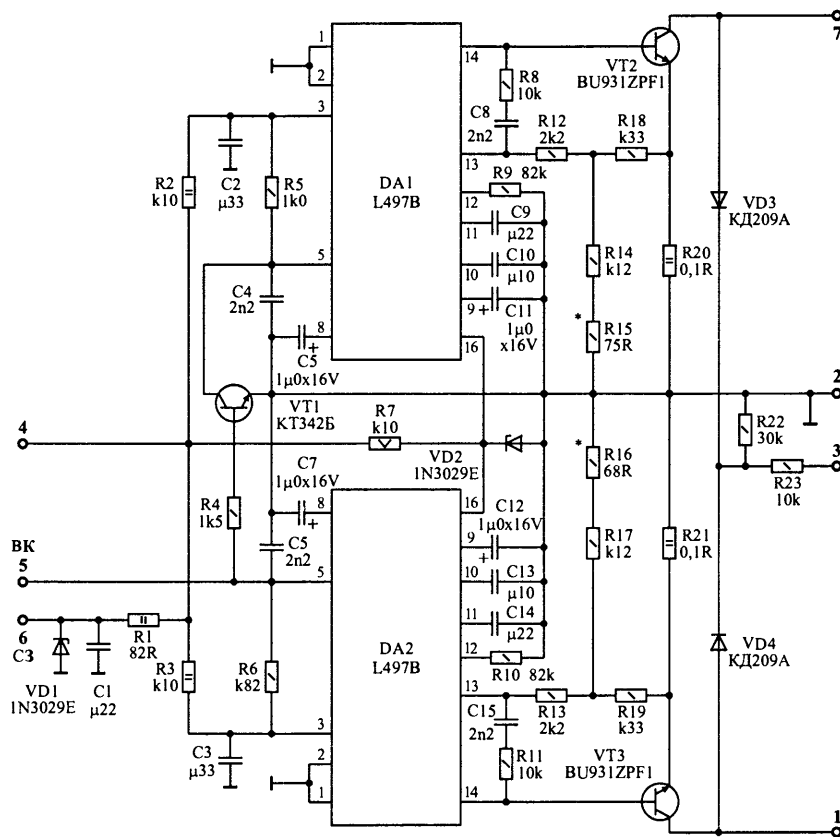 1
2
3
5
8
DA1
L497B
14
13
12
11
10
9
+
16
R2
k10
C2
µ33
R5
1k0
C4
2n2
C5
+
1µ0x16V
R8
10k
C8
2n2
R12
2k2
R9 82k
C9
µ22
C10
µ10
C11
1µ0
x16V
VT2
BU931ZPF1
R18
k33
R14
k12
*
R15
75R
R20
0,1R
VD3
КД209А
7
2
3
VT1
КТ342Б
4
R7
k10
VD2
1N3029E
R22
30k
R23
10k
C7
1µ0x16V
+
R4
1k5
C5
2n2
ВК
5
6
СЗ
R1
82R
VD1
1N3029E
C1
µ22
R3
k10
R6
k82
C3
µ33
8
5
3
2
1
DA2
L497B
16
9
10
11
12
13
14
C12
1µ0x16V
+
C13
µ10
C14
µ22
R10 82k
C15
2n2
R11
10k
R13
2k2
R19
k33
*
R16
68R
R17
k12
R21
0,1R
VT3
BU931ZPF1
VD4
КД209А
1